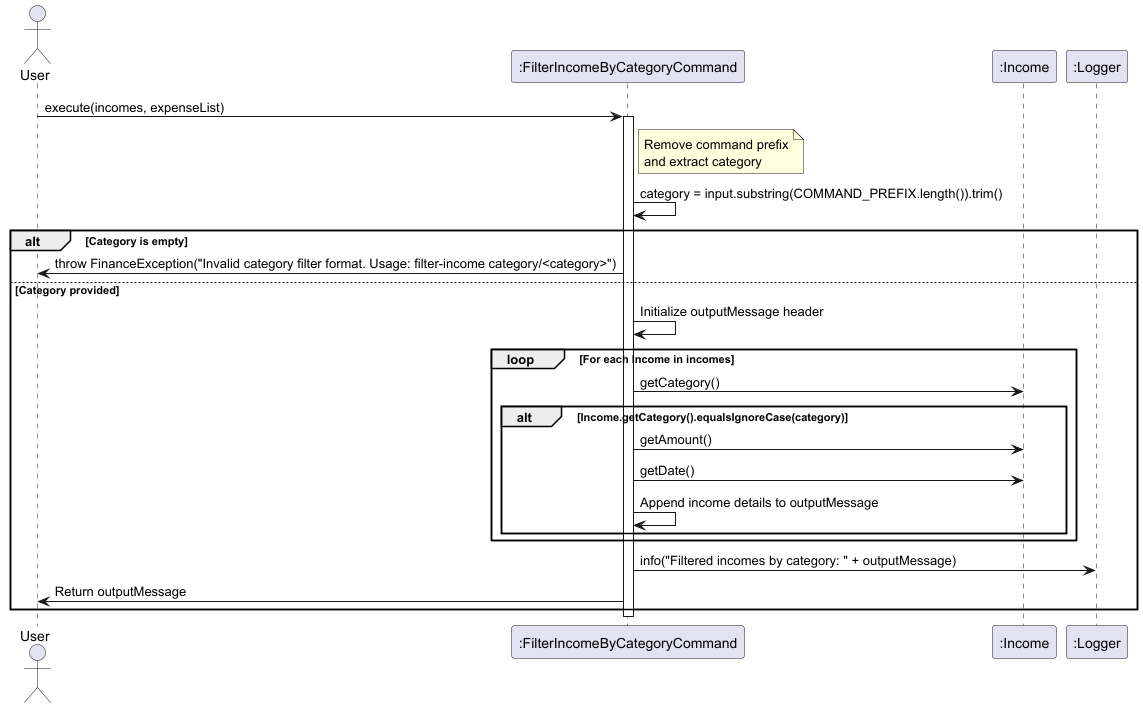 User
:FilterIncomeByCategoryCommand
:Income
:Logger
execute(incomes, expenseList)
Remove command prefix
and extract category
category = input.substring(COMMAND_PREFIX.length()).trim()
alt
[Category is empty]
throw FinanceException("Invalid category filter format. Usage: filter-income category/<category>")
[Category provided]
Initialize outputMessage header
loop
[For each Income in incomes]
getCategory()
alt
[Income.getCategory().equalsIgnoreCase(category)]
getAmount()
getDate()
Append income details to outputMessage
info("Filtered incomes by category: " + outputMessage)
Return outputMessage
User
:FilterIncomeByCategoryCommand
:Income
:Logger